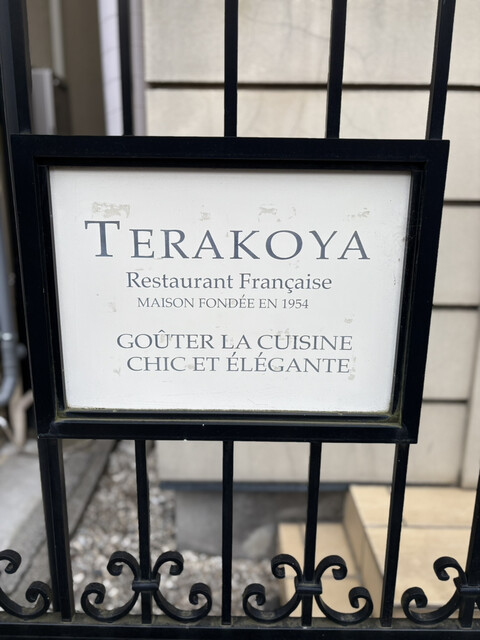 TERAKOYA
Restaurant Française
MAISON FONDÉE EN 1954
GOÛTER LA CUISINE
CHIC ET ÉLÉGANTE